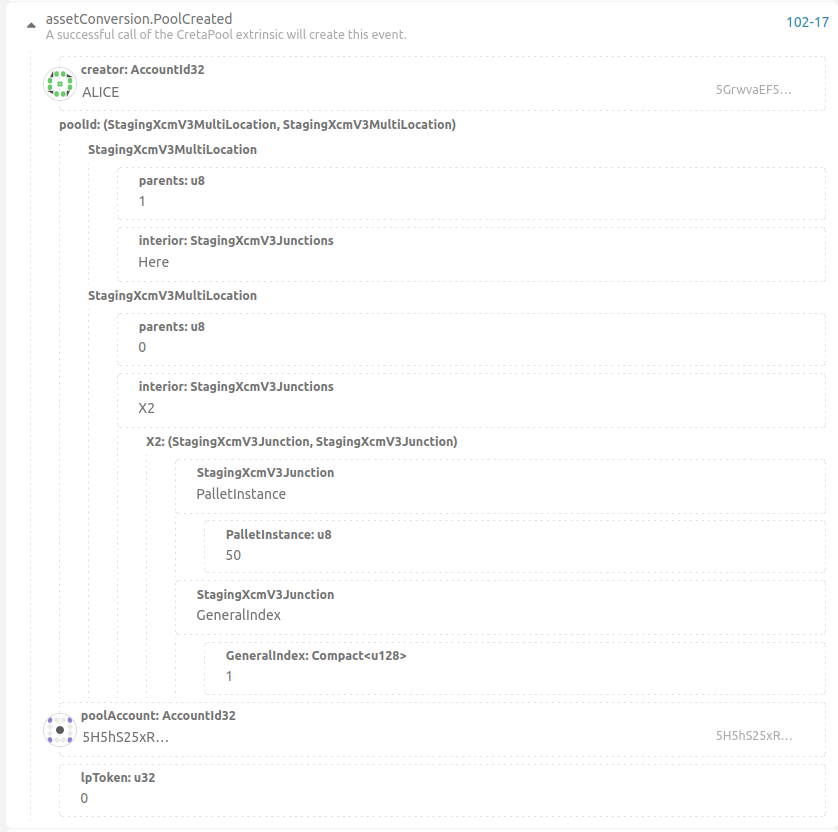 assetConversion.PoolCreated
102-17
A successful call of the CretaPool extrinsic will create this event.
creator: AccountId32
ALICE
5GrwvaEF5...
poolId: (StagingXcmV3MultiLocation, StagingXcmV3MultiLocation)
StagingXcmV3MultiLocation
parents: u8
1
interior: StagingXcmV3Junctions
Here
StagingXcmV3MultiLocation
parents: u8
0
interior: StagingXcmV3Junctions
X2
X2: (StagingXcmV3Junction, StagingXcmV3Junction)
StagingXcmV3Junction
PalletInstance
PalletInstance: u8
50
StagingXcmV3Junction
GeneralIndex
GeneralIndex: Compact<u128>
1
poolAccount: AccountId32
5H5hS25xR...
5H5hS25xR...
lpToken: u32
0